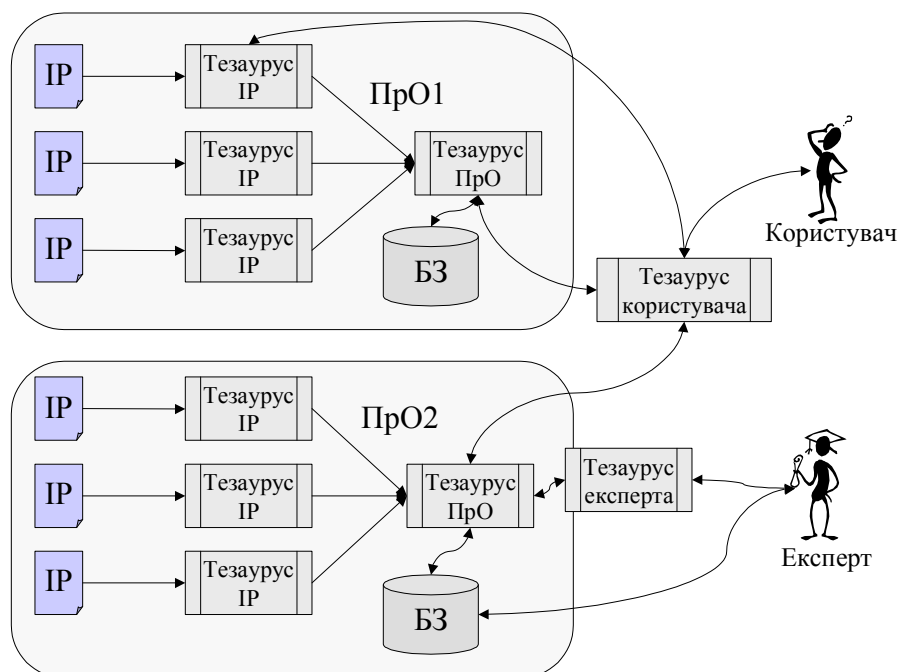 ІР
Тезаурус
ІР
ПрО1
ІР
Тезаурус
ІР
Тезаурус
ПрО
ІР
Тезаурус
ІР
БЗ
Користувач
Тезаурус
користувача
ІР
Тезаурус
ІР
ПрО2
ІР
Тезаурус
ІР
Тезаурус
ПрО
Тезаурус
експерта
ІР
Тезаурус
ІР
БЗ
Експерт